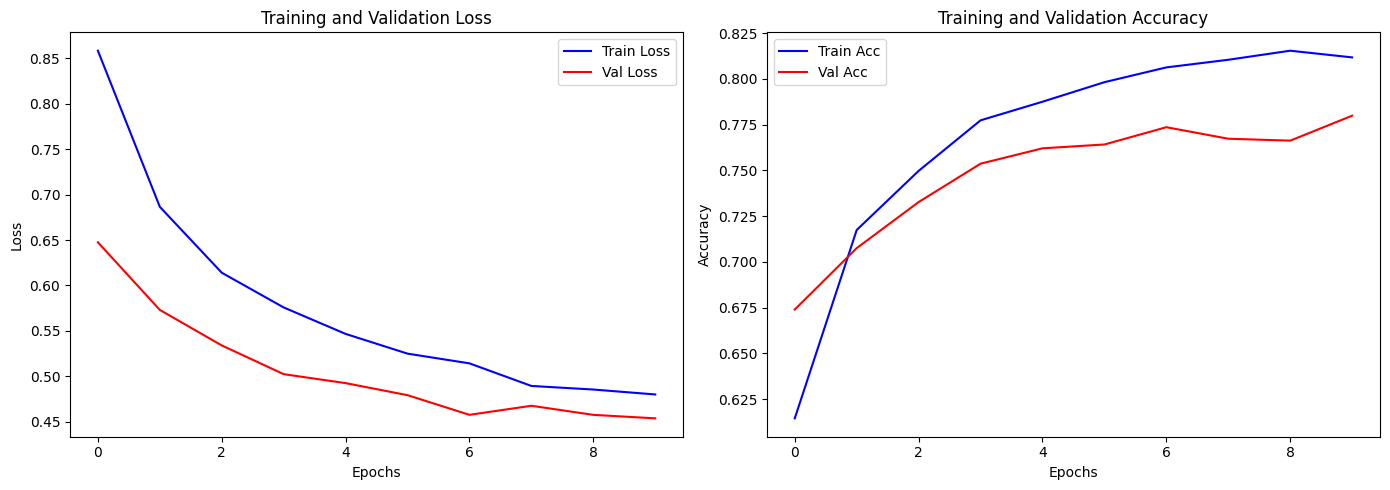 Training and Validation Loss
Train Loss
Val Loss
0.85
0.80
0.75
0.70
0.65
0.60
0.55
0.50
0.45
Loss
0 2 4 6 8
Epochs
Training and Validation Accuracy
Train Acc
Val Acc
0.825
0.800
0.775
0.750
0.725
0.700
0.675
0.650
0.625
Accuracy
0 2 4 6 8
Epochs